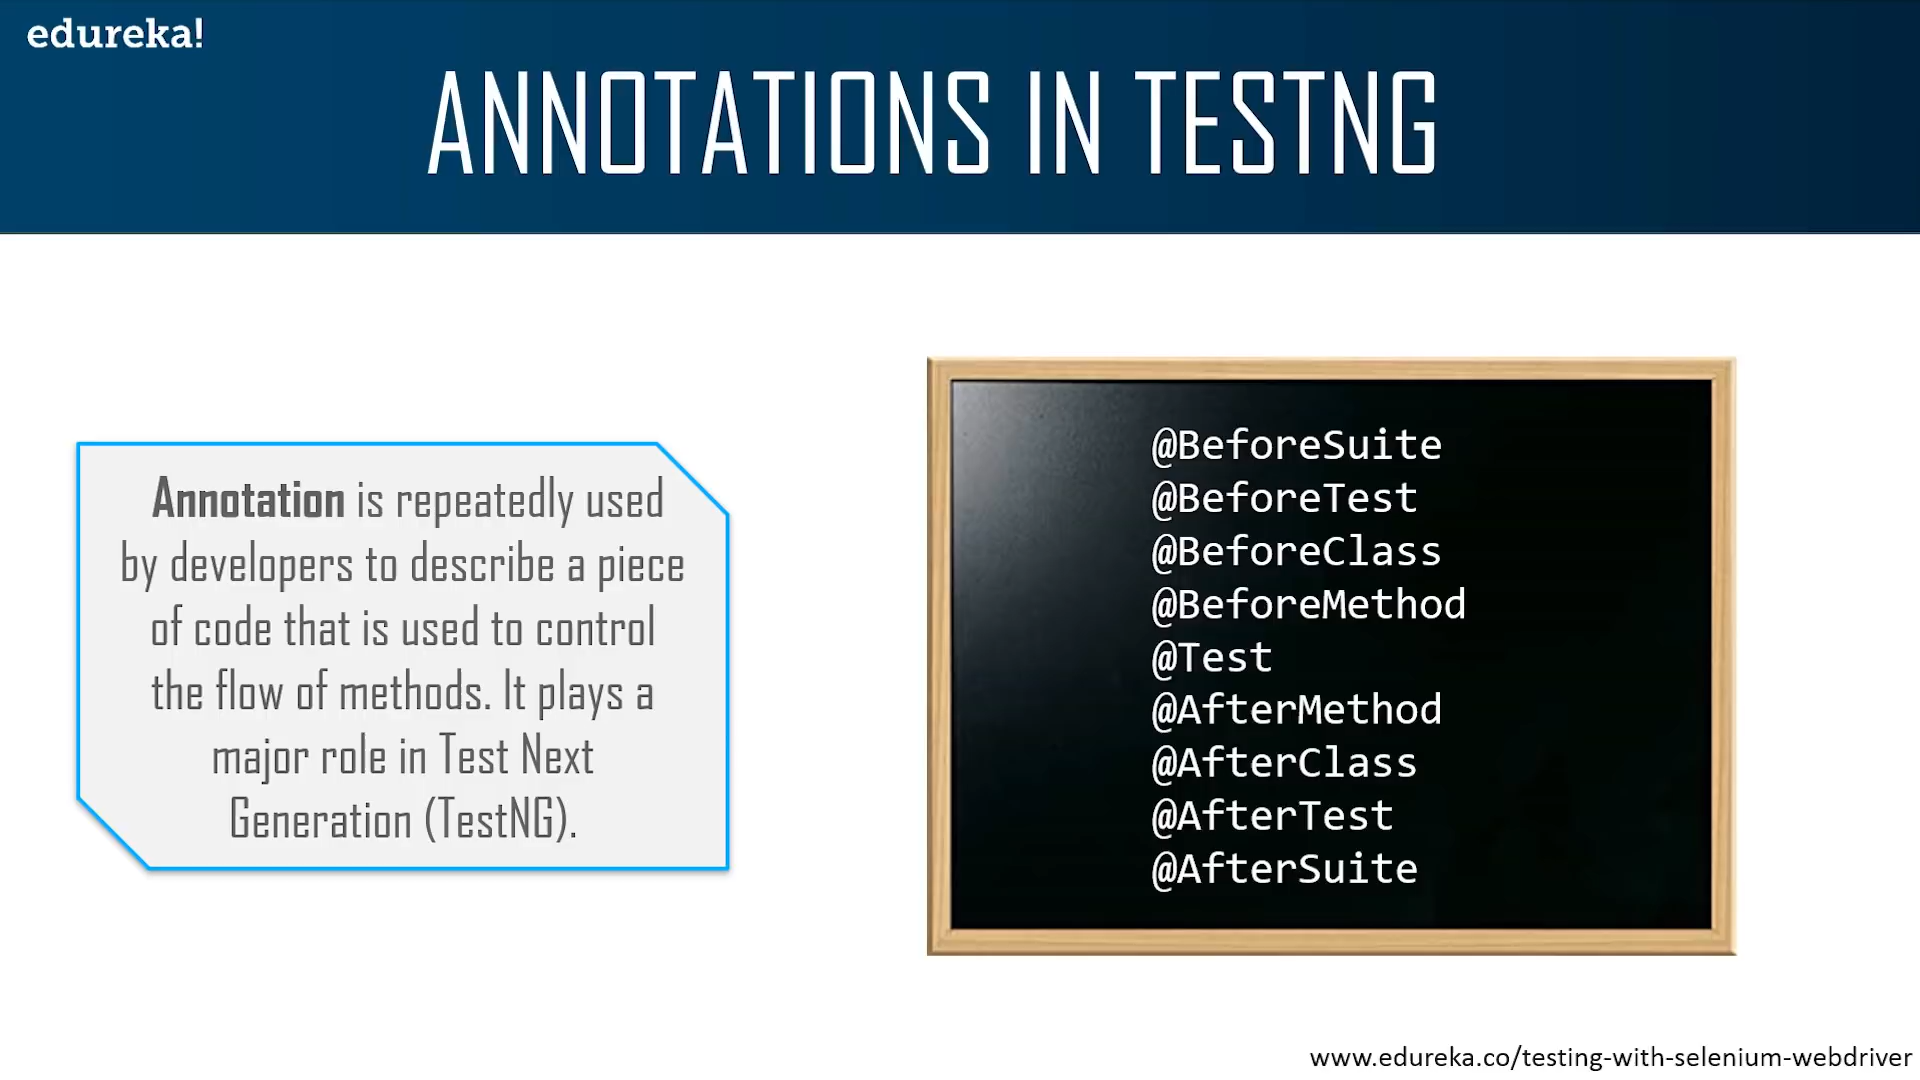 edureka!
ANNOTATIONS IN TESTNG
Annotation is repeatedly used
by developers to describe a piece
of code that is used to control
the flow of methods. It plays a
major role in Test Next
Generation (TestNG).
@BeforeSuite
@BeforeTest
@BeforeClass
@BeforeMethod
@Test
@AfterMethod
@AfterClass
@AfterTest
@AfterSuite
www.edureka.co/testing-with-selenium-webdriver